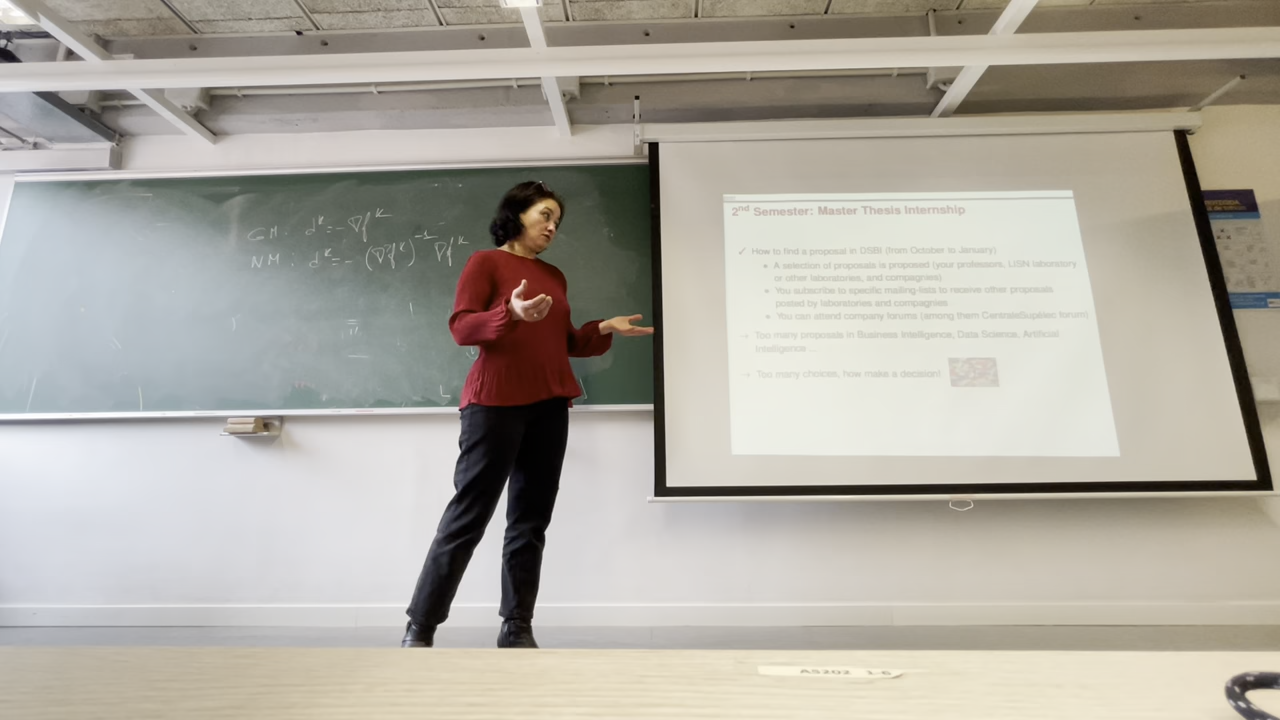 GM: d^k = - ∇f^k
NM: d^k = - (∇²f^k)^-1 ∇f^k
2nd Semester: Master Thesis Internship
✓ How to find a proposal in DSBI (from October to January)
• A selection of proposals is proposed (your professors, LISN laboratory
or other laboratories, and compagnies)
• You subscribe to specific mailing-lists to receive other proposals
posted by laboratories and compagnies
• You can attend company forums (among them CentraleSupélec forum)
→ Too many proposals in Business Intelligence, Data Science, Artificial
Intelligence ...
→ Too many choices, how make a decision!
AS202 1-6